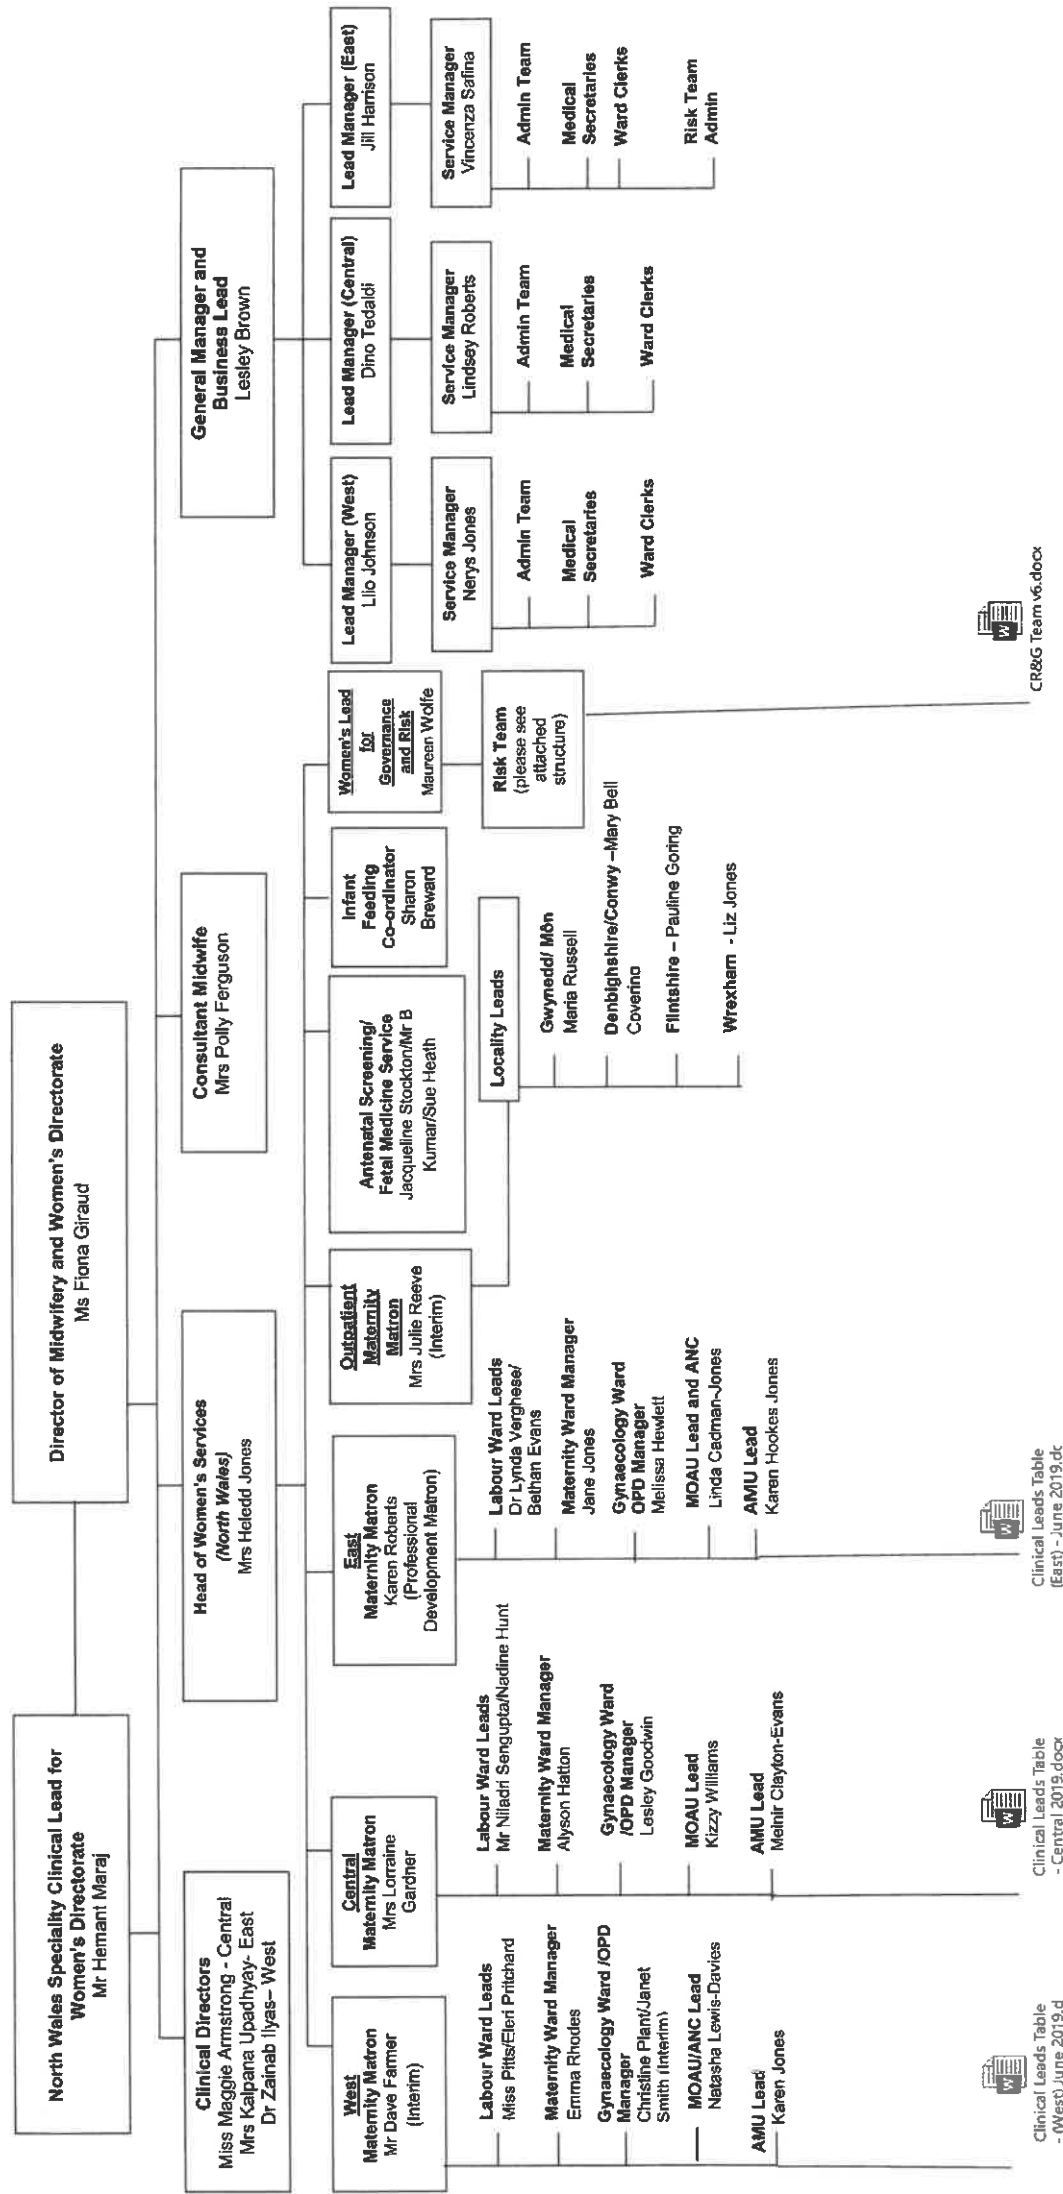 North Wales Speciality Clinical Lead for
Women's Directorate
Mr Hemant Maraj
Director of Midwifery and Women's Directorate
Ms Fiona Giraud
Clinical Directors
Miss Maggie Armstrong - Central
Mrs Kalpana Upadhyay- East
Dr Zainab Ilyas– West
Head of Women's Services
(North Wales)
Mrs Heledd Jones
Consultant Midwife
Mrs Polly Ferguson
General Manager and
Business Lead
Lesley Brown
West
Maternity Matron
Mr Dave Farmer
(Interim)
Central
Maternity Matron
Mrs Lorraine
Gardner
East
Maternity Matron
Karen Roberts
(Professional
Development Matron)
Outpatient
Maternity
Matron
Mrs Julie Reeve
(Interim)
Antenatal Screening/
Fetal Medicine Service
Jacqueline Stockton/Mr B
Kumar/Sue Heath
Infant
Feeding
Co-ordinator
Sharon
Breward
Women's Lead
for
Governance
and Risk
Maureen Wolfe
Lead Manager (West)
Llio Johnson
Lead Manager (Central)
Dino Tedaldi
Lead Manager (East)
Jill Harrison
Labour Ward Leads
Miss Pitts/Eleri Pritchard
Maternity Ward Manager
Emma Rhodes
Gynaecology Ward /OPD
Manager
Christine Plant/Janet
Smith (Interim)
MOAU/ANC Lead
Natasha Lewis-Davies
AMU Lead
Karen Jones
Labour Ward Leads
Mr Niladri Sengupta/Nadine Hunt
Maternity Ward Manager
Alyson Hatton
Gynaecology Ward
/OPD Manager
Lesley Goodwin
MOAU Lead
Kizzy Williams
AMU Lead
Meinir Clayton-Evans
Labour Ward Leads
Dr Lynda Verghese/
Bethan Evans
Maternity Ward Manager
Jane Jones
Gynaecology Ward
OPD Manager
Melissa Hewlett
MOAU Lead and ANC
Linda Cadman-Jones
AMU Lead
Karen Hookes Jones
Locality Leads
Gwynedd/ Môn
Maria Russell
Denbighshire/Conwy –Mary Bell
Coverino
Flintshire – Pauline Goring
Wrexham - Liz Jones
Risk Team
(please see
attached
structure)
Service Manager
Nerys Jones
Admin Team
Medical
Secretaries
Ward Clerks
Service Manager
Lindsey Roberts
Admin Team
Medical
Secretaries
Ward Clerks
Service Manager
Vincenza Safina
Admin Team
Medical
Secretaries
Ward Clerks
Risk Team
Admin
Clinical Leads Table
- (West) June 2019.d
Clinical Leads Table
- Central 2019.docx
Clinical Leads Table
(East) - June 2019.dc
CR&G Team v6.docx